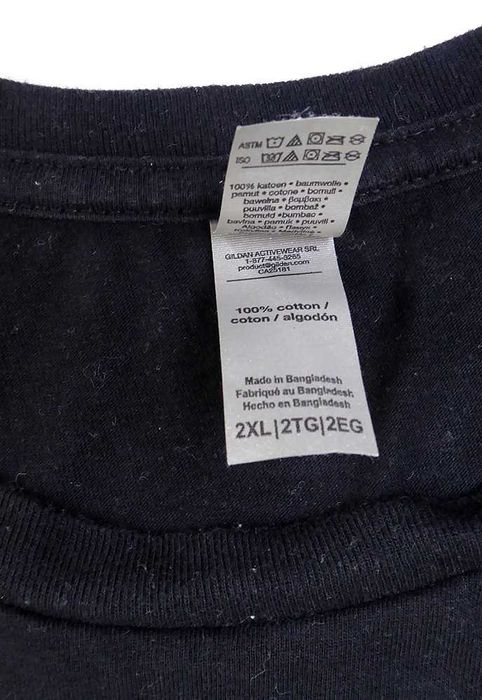 ASTM
ISO
100% katoen • baumwolle •
pamut • cotone • bomull •
bawełna • βαμβάκι •
puuvilla • bombaž •
bomuld • bumbac •
bavlna • pamuk • puuvill •
Algodão •
GILDAN ACTIVEWEAR SRL
1-877-445-3265
product@gildan.com
CA25181
100% cotton /
coton / algodón
Made in Bangladesh
Fabriqué au Bangladesh
Hecho en Bangladesh
2XL|2TG|2EG